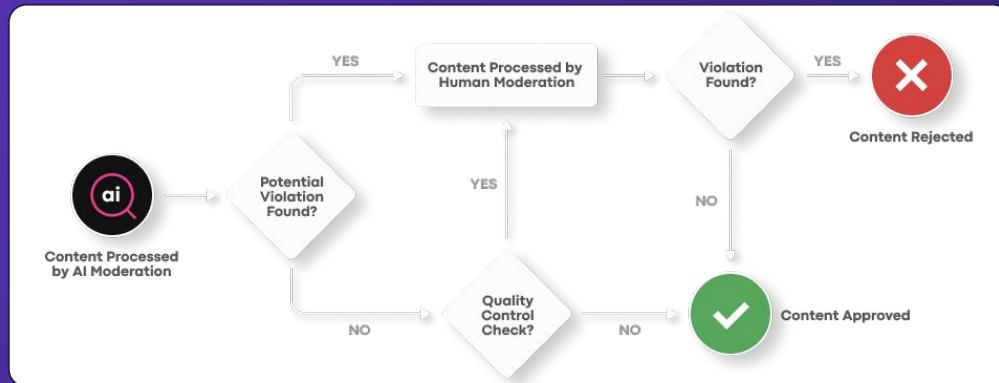 YES
Content Processed by
Human Moderation
Violation
Found?
YES
Content Rejected
ai
Content Processed
by AI Moderation
Potential
Violation
Found?
YES
NO
NO
Quality
Control
Check?
NO
Content Approved